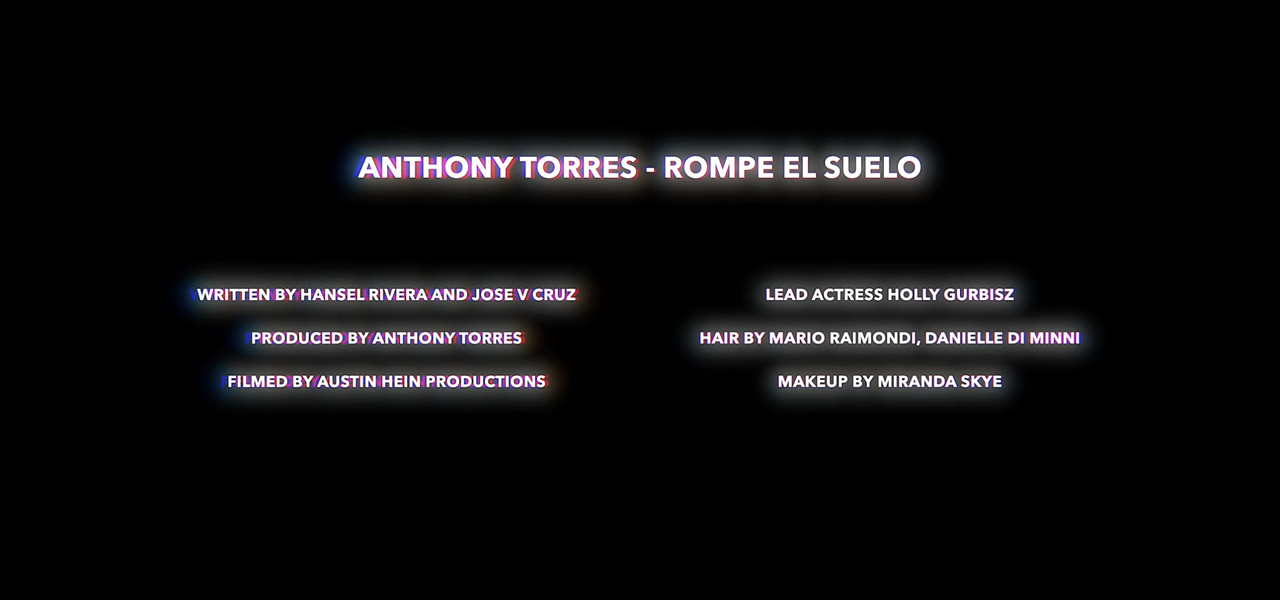 ANTHONY TORRES - ROMPE EL SUELO
WRITTEN BY HANSEL RIVERA AND JOSE V CRUZ
PRODUCED BY ANTHONY TORRES
FILMED BY AUSTIN HEIN PRODUCTIONS
LEAD ACTRESS HOLLY GURBISZ
HAIR BY MARIO RAIMONDI, DANIELLE DI MINNI
MAKEUP BY MIRANDA SKYE